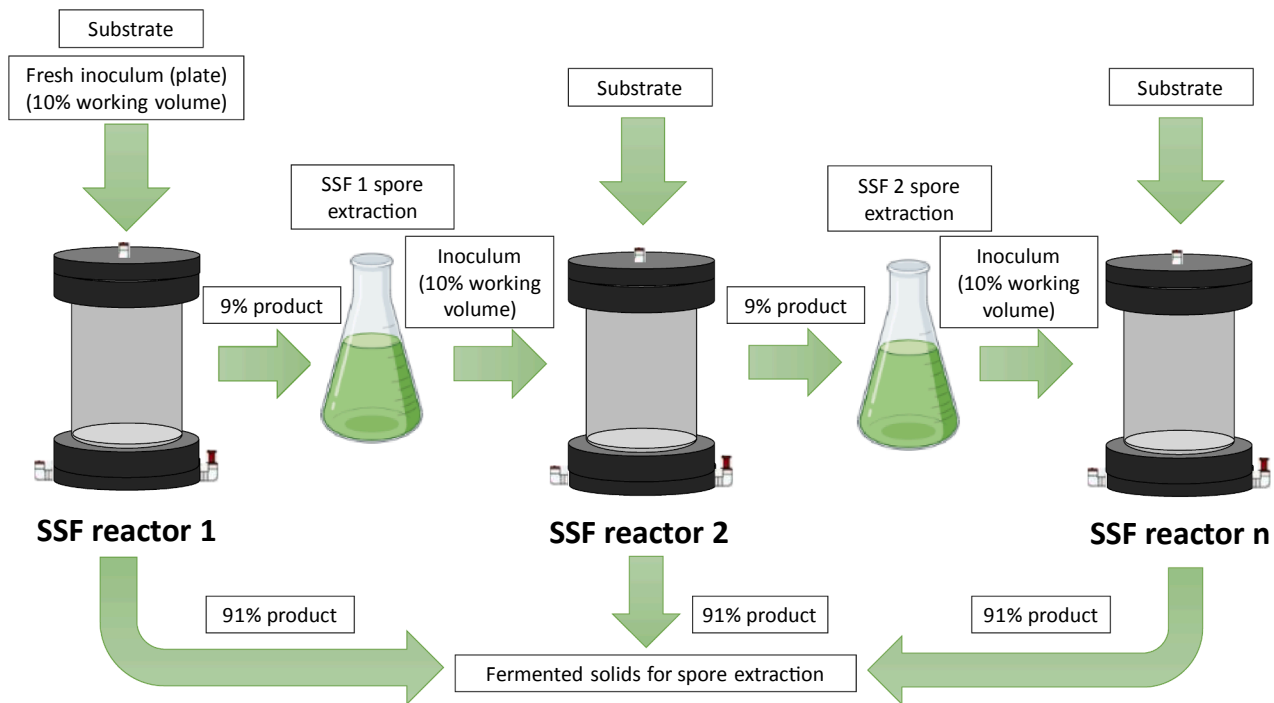 Substrate
Fresh inoculum (plate)
(10% working volume)
Substrate
Substrate
SSF 1 spore
extraction
SSF 2 spore
extraction
Inoculum
(10% working
volume)
Inoculum
(10% working
volume)
9% product
9% product
SSF reactor 1
SSF reactor 2
SSF reactor n
91% product
91% product
91% product
Fermented solids for spore extraction